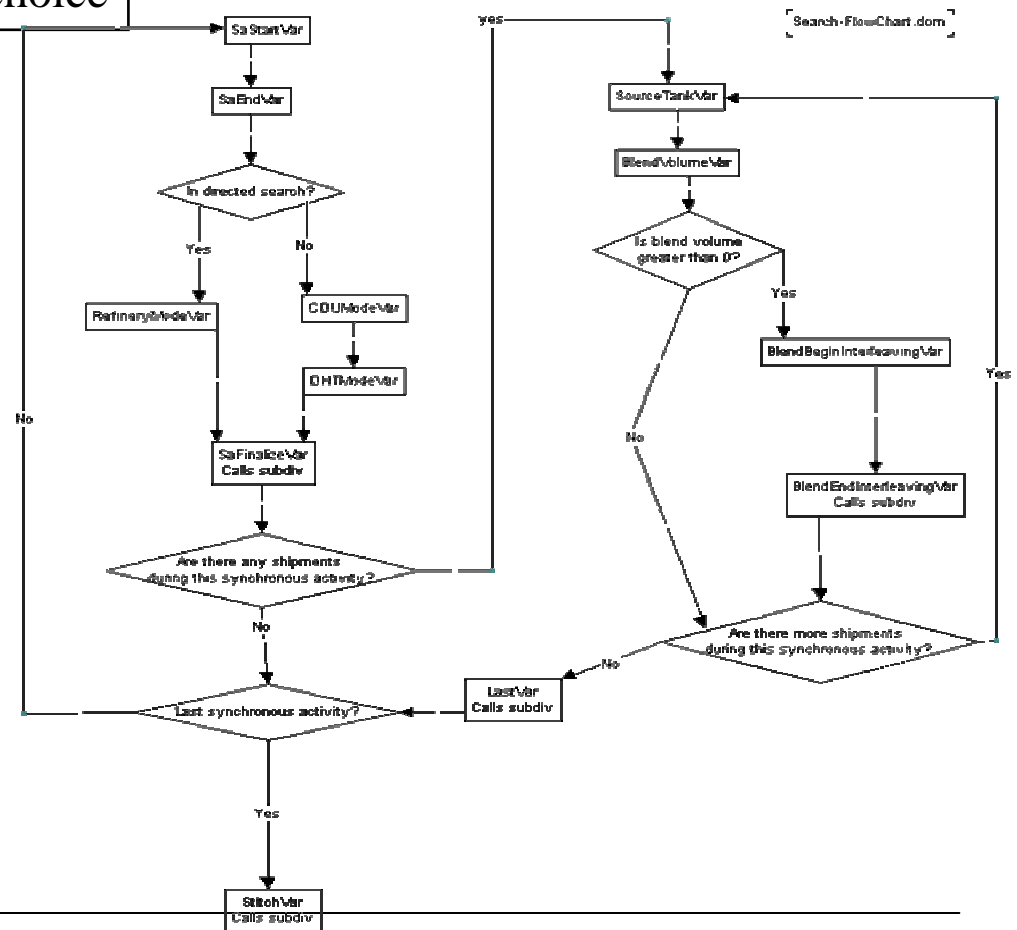 choice
SaStartVar
SaEndVar
In directed search?
Yes
No
RefineryModeVar
CDUModeVar
DHTModeVar
SaFinalizeVar
Calls subdiv
Are there any shipments
during this synchronous activity?
No
Last synchronous activity?
No
Yes
StitchVar
Calls subdiv
yes
[Search-FlowChart.dom]
SourceTankVar
BlendVolumeVar
Is blend volume
greater than 0?
Yes
BlendBeginInterleavingVar
No
BlendEndInterleavingVar
Calls subdiv
Yes
Are there more shipments
during this synchronous activity?
No
LastVar
Calls subdiv